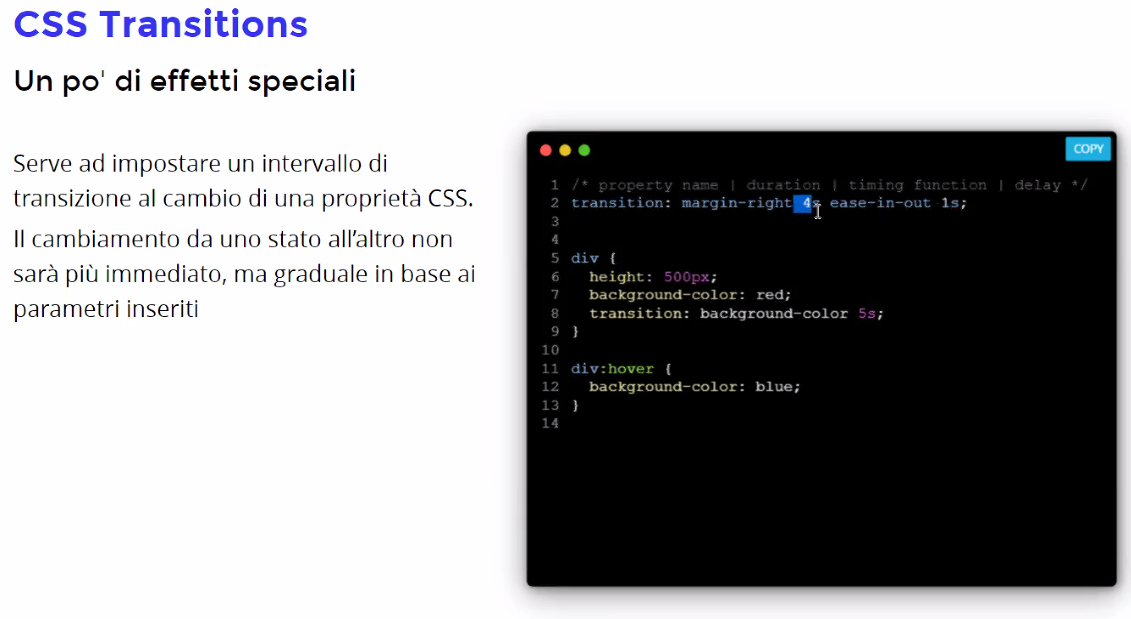 CSS Transitions
Un po' di effetti speciali
Serve ad impostare un intervallo di
transizione al cambio di una proprietà CSS.
Il cambiamento da uno stato all’altro non
sarà più immediato, ma graduale in base ai
parametri inseriti
COPY
1 /* property name | duration | timing function | delay */
2 transition: margin-right 4s ease-in-out 1s;
3
4
5 div {
6   height: 500px;
7   background-color: red;
8   transition: background-color 5s;
9 }
10
11 div:hover {
12   background-color: blue;
13 }
14